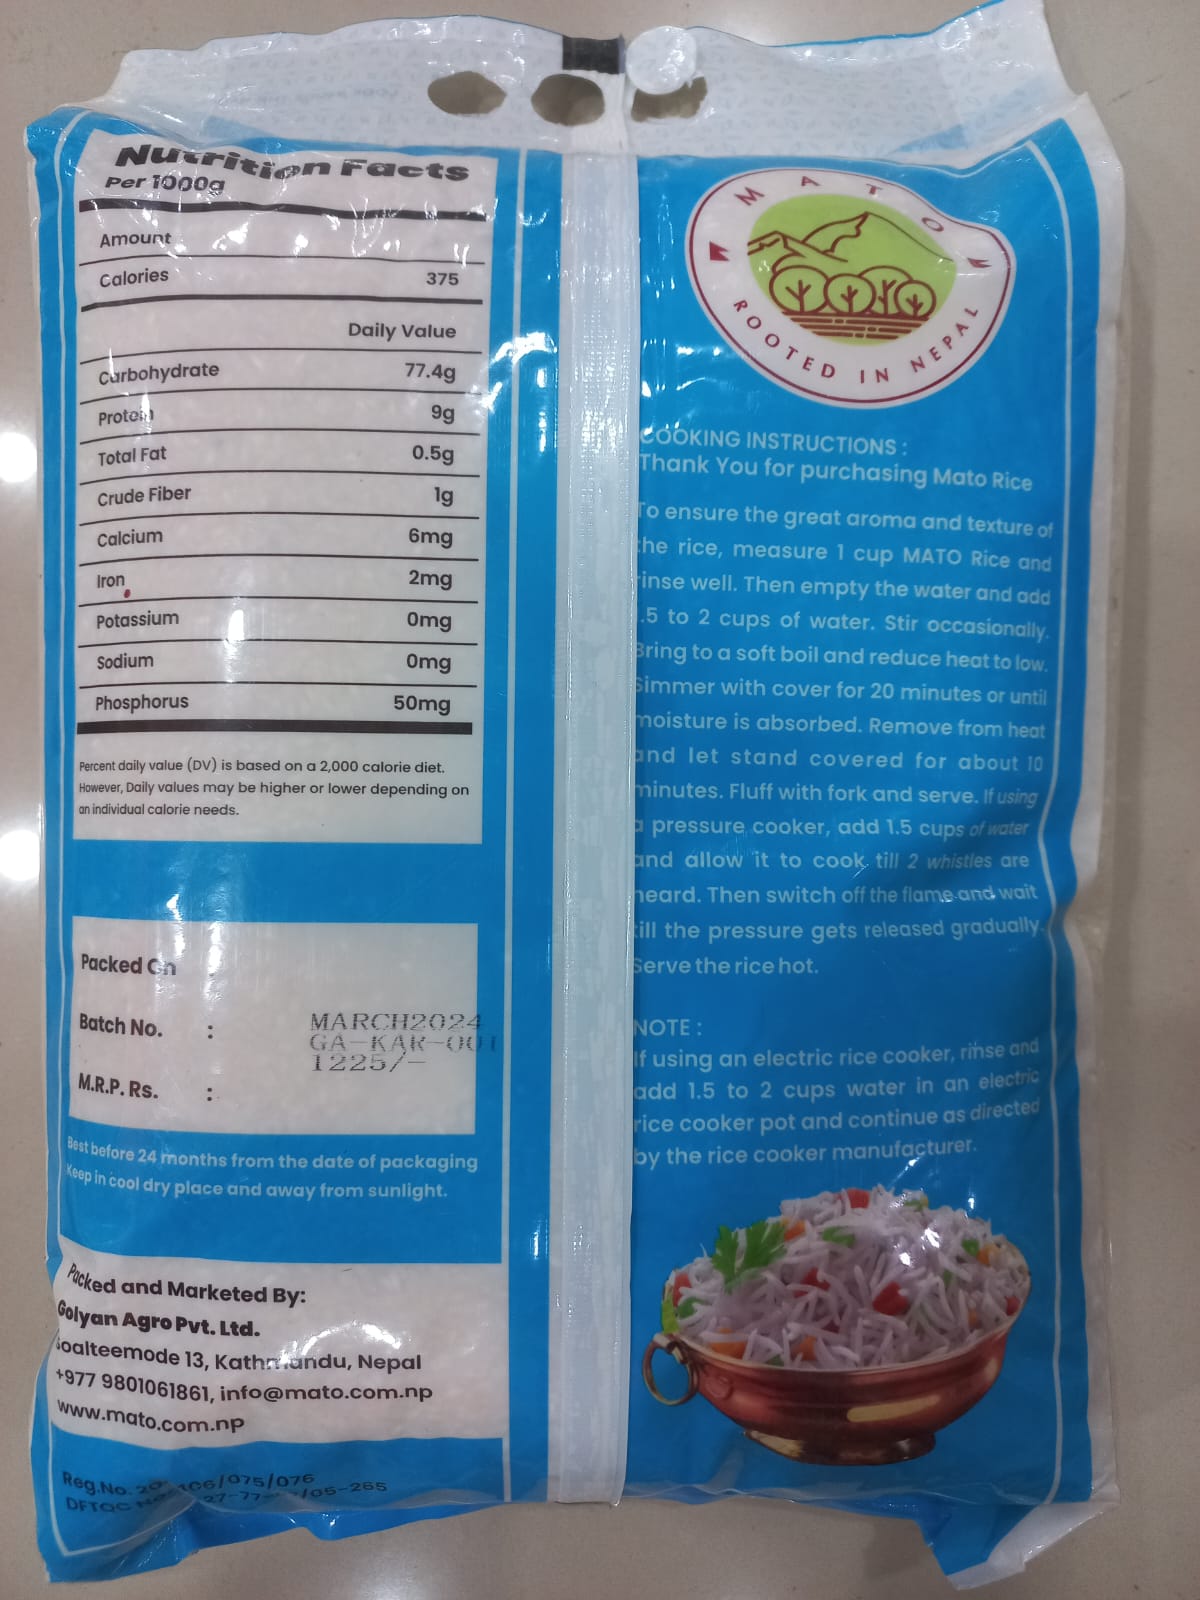 Nutrition Facts
Per 1000g
Amount
Calories 375
Daily Value
Carbohydrate 77.4g
Protein 9g
Total Fat 0.5g
Crude Fiber 1g
Calcium 6mg
Iron 2mg
Potassium 0mg
Sodium 0mg
Phosphorus 50mg
Percent daily value (DV) is based on a 2,000 calorie diet.
However, Daily values may be higher or lower depending on
an individual calorie needs.
Packed On :
Batch No. :
M.R.P. Rs. :
MARCH2024
GA-KAR-001
1225/-
Best before 24 months from the date of packaging
Keep in cool dry place and away from sunlight.
Packed and Marketed By:
Golyan Agro Pvt. Ltd.
Soalteemode 13, Kathmandu, Nepal
+977 9801061861, info@mato.com.np
www.mato.com.np
Reg.No.
DFTQC
MATO
ROOTED IN NEPAL
COOKING INSTRUCTIONS :
Thank You for purchasing Mato Rice
To ensure the great aroma and texture of
the rice, measure 1 cup MATO Rice and
rinse well. Then empty the water and add
.5 to 2 cups of water. Stir occasionally.
Bring to a soft boil and reduce heat to low.
Simmer with cover for 20 minutes or until
moisture is absorbed. Remove from heat
and let stand covered for about 10
minutes. Fluff with fork and serve. If using
a pressure cooker, add 1.5 cups of water
and allow it to cook till 2 whistles are
heard. Then switch off the flame and wait
till the pressure gets released gradually.
Serve the rice hot.
NOTE :
If using an electric rice cooker, rinse and
add 1.5 to 2 cups water in an electric
rice cooker pot and continue as directed
by the rice cooker manufacturer.